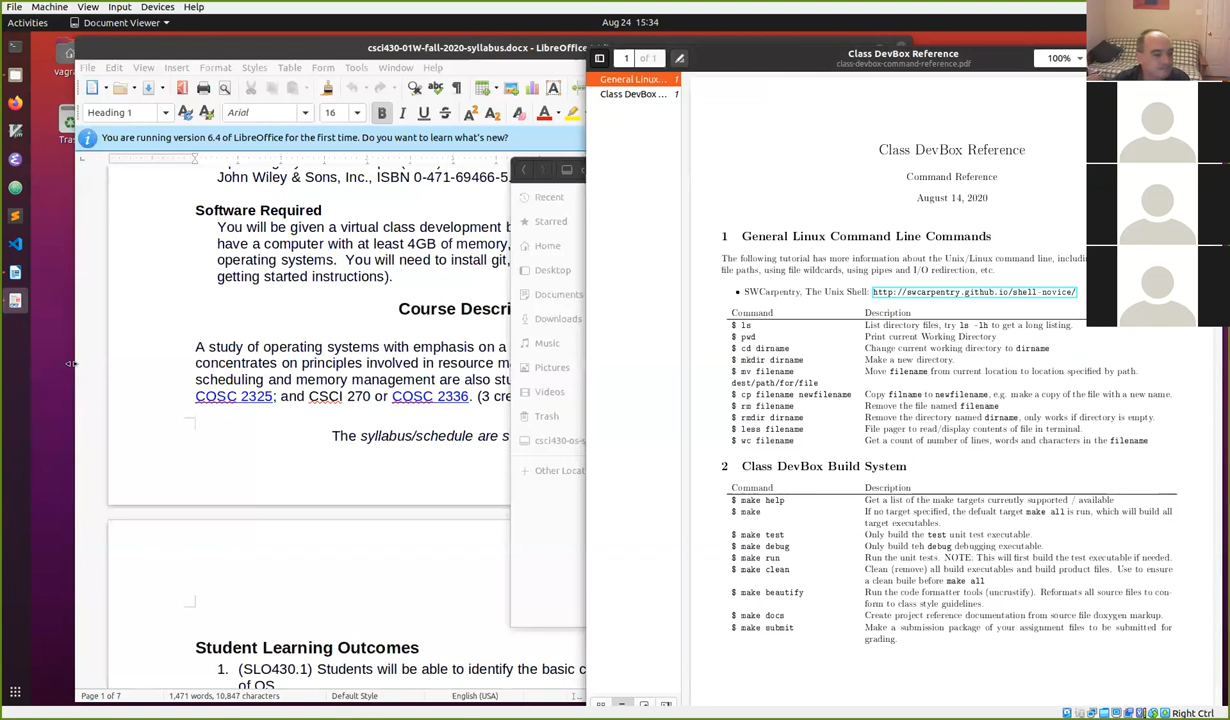 File Machine View Input Devices Help
Activities Document Viewer Aug 24 15:34
csci430-01W-fall-2020-syllabus.docx - LibreOffice
File Edit View Insert Format Styles Table Form Tools Window Help
Heading 1 Arial 16
You are running version 6.4 of LibreOffice for the first time. Do you want to learn what's new?
John Wiley & Sons, Inc., ISBN 0-471-69466-5.
Software Required
You will be given a virtual class development
have a computer with at least 4GB of memory,
operating systems. You will need to install git,
getting started instructions).
Course Descri
A study of operating systems with emphasis on a
concentrates on principles involved in resource
scheduling and memory management are also
COSC 2325; and CSCI 270 or COSC 2336. (3
The syllabus/schedule are
Student Learning Outcomes
1. (SLO430.1) Students will be able to identify the basic
of OS.
Page 1 of 7 1,471 words, 10,847 characters Default Style English (USA)
Recent
Starred
Home
Desktop
Documents
Downloads
Music
Pictures
Videos
Trash
csci430-os-s
Other Locat
1 of 1
Class DevBox Reference
class-devbox-command-reference.pdf
100%
General Linux... 1
Class DevBox ... 1
Class DevBox Reference
Command Reference
August 14, 2020
1 General Linux Command Line Commands
The following tutorial has more information about the Unix/Linux command line,
file paths, using file wildcards, using pipes and I/O redirection, etc.
• SWCarpentry, The Unix Shell: http://swcarpentry.github.io/shell-novice/
Command Description
$ ls List directory files, try ls -lh to get a long listing.
$ pwd Print current Working Directory
$ cd dirname Change current working directory to dirname
$ mkdir dirname Make a new directory.
$ mv filename Move filename from current location to location specified by path.
dest/path/for/file
$ cp filename newfilename Copy filname to newfilename, e.g. make a copy of the file with a new name.
$ rm filename Remove the file named filename
$ rmdir dirname Remove the directory named dirname, only works if directory is empty.
$ less filename File pager to read/display contents of file in terminal.
$ wc filename Get a count of number of lines, words and characters in the filename
2 Class DevBox Build System
Command Description
$ make help Get a list of the make targets currently supported / available
$ make If no target specified, the defualt target make all is run, which will build all
target executables.
$ make test Only build the test unit test executable.
$ make debug Only build teh debug debugging executable.
$ make run Run the unit tests. NOTE: This will first build the test executable if needed.
$ make clean Clean (remove) all build executables and build product files. Use to ensure
a clean buile before make all
$ make beautify Run the code formatter tools (uncrustify). Reformats all source files to con-
form to class style guidelines.
$ make docs Create project reference documentation from source file doxygen markup.
$ make submit Make a submission package of your assignment files to be submitted for
grading.
Right Ctrl